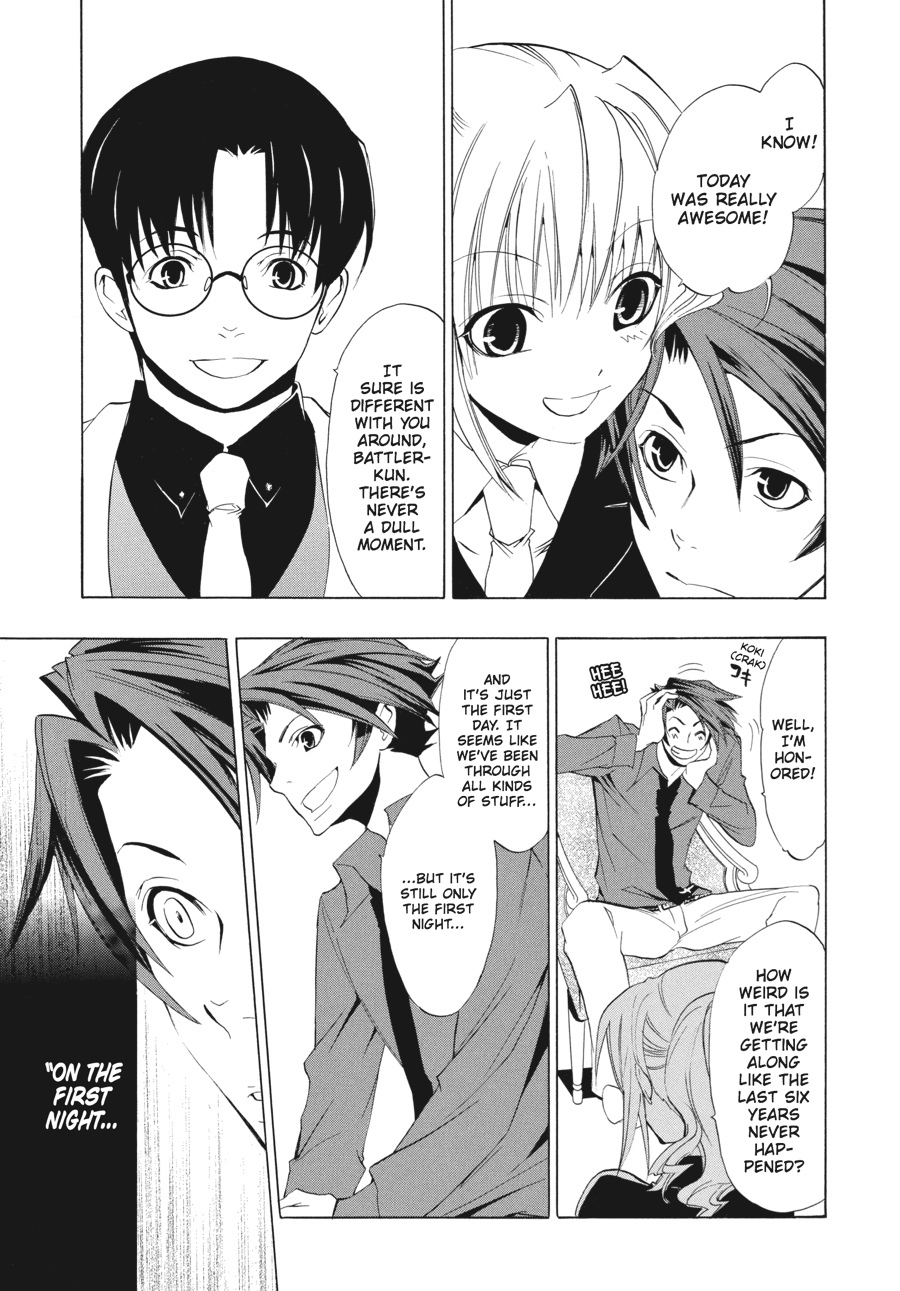 I
KNOW!
TODAY
WAS REALLY
AWESOME!
IT
SURE IS
DIFFERENT
WITH YOU
AROUND,
BATTLER-
KUN.
THERE'S
NEVER
A DULL
MOMENT.
KOKI
(CRAK)
コキ
HEE
HEE!
WELL,
I'M
HON-
ORED!
HOW
WEIRD IS
IT THAT
WE'RE
GETTING
ALONG
LIKE THE
LAST SIX
YEARS
NEVER
HAP-
PENED?
AND
IT'S JUST
THE FIRST
DAY. IT
SEEMS LIKE
WE'VE BEEN
THROUGH
ALL KINDS
OF STUFF...
...BUT IT'S
STILL ONLY
THE FIRST
NIGHT...
"ON THE
FIRST
NIGHT...